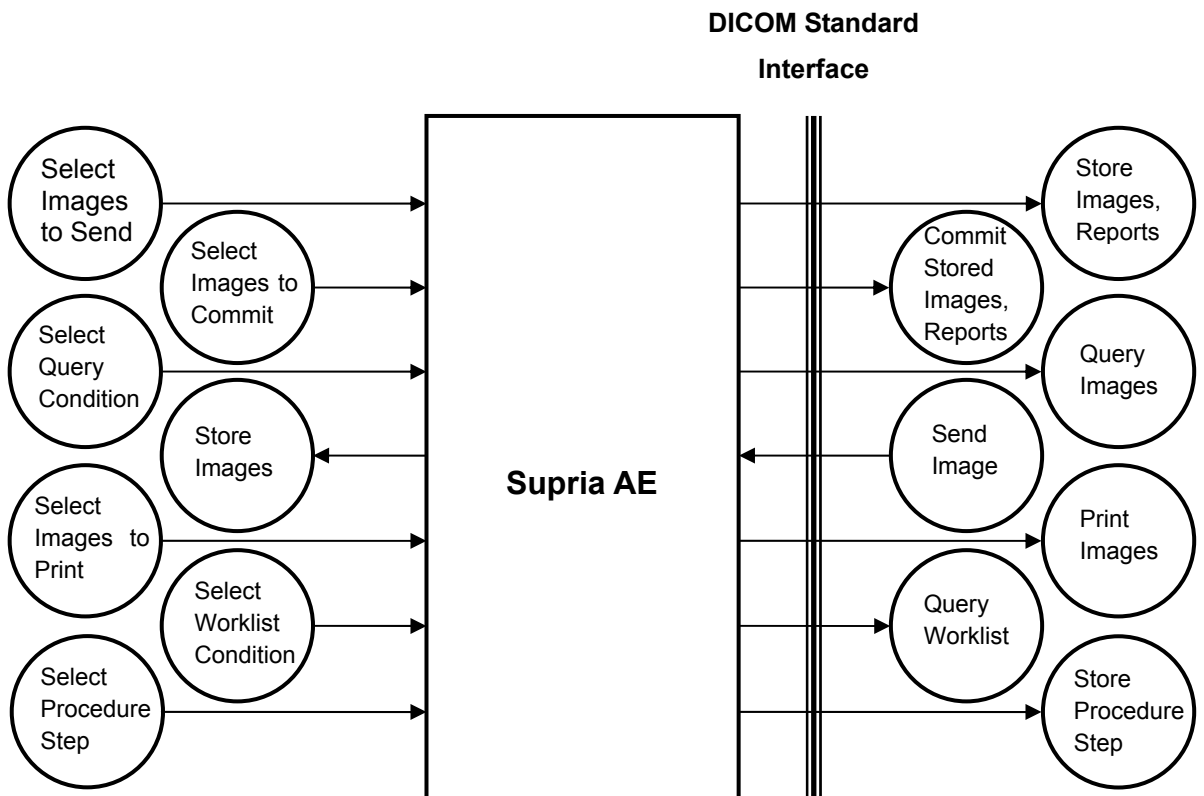 DICOM Standard
Interface
Select
Images
to Send
Select
Images to
Commit
Select
Query
Condition
Store
Images
Select
Images to
Print
Select
Worklist
Condition
Select
Procedure
Step
Supria AE
Store
Images,
Reports
Commit
Stored
Images,
Reports
Query
Images
Send
Image
Print
Images
Query
Worklist
Store
Procedure
Step